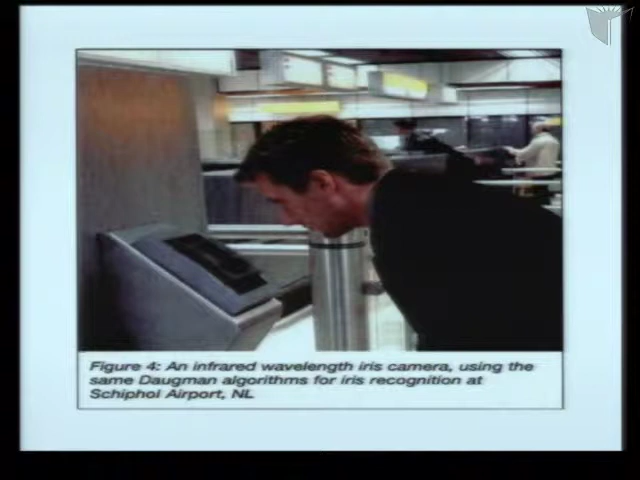 Figure 4: An infrared wavelength iris camera, using the
same Daugman algorithms for iris recognition at
Schiphol Airport, NL